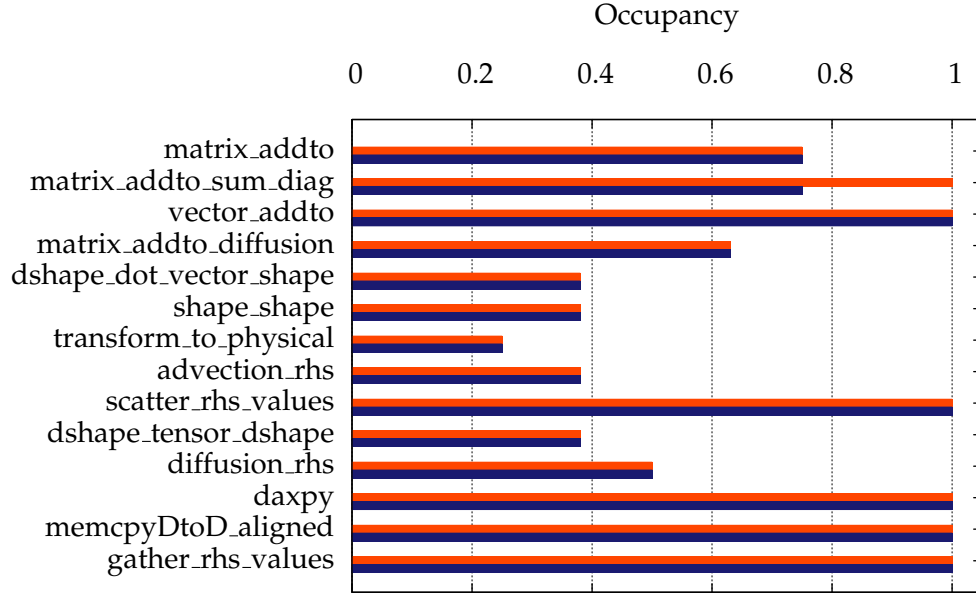 Occupancy
0 0.2 0.4 0.6 0.8 1
matrix_addto
matrix_addto_sum_diag
vector_addto
matrix_addto_diffusion
dshape_dot_vector_shape
shape_shape
transform_to_physical
advection_rhs
scatter_rhs_values
dshape_tensor_dshape
diffusion_rhs
daxpy
memcpyDtoD_aligned
gather_rhs_values